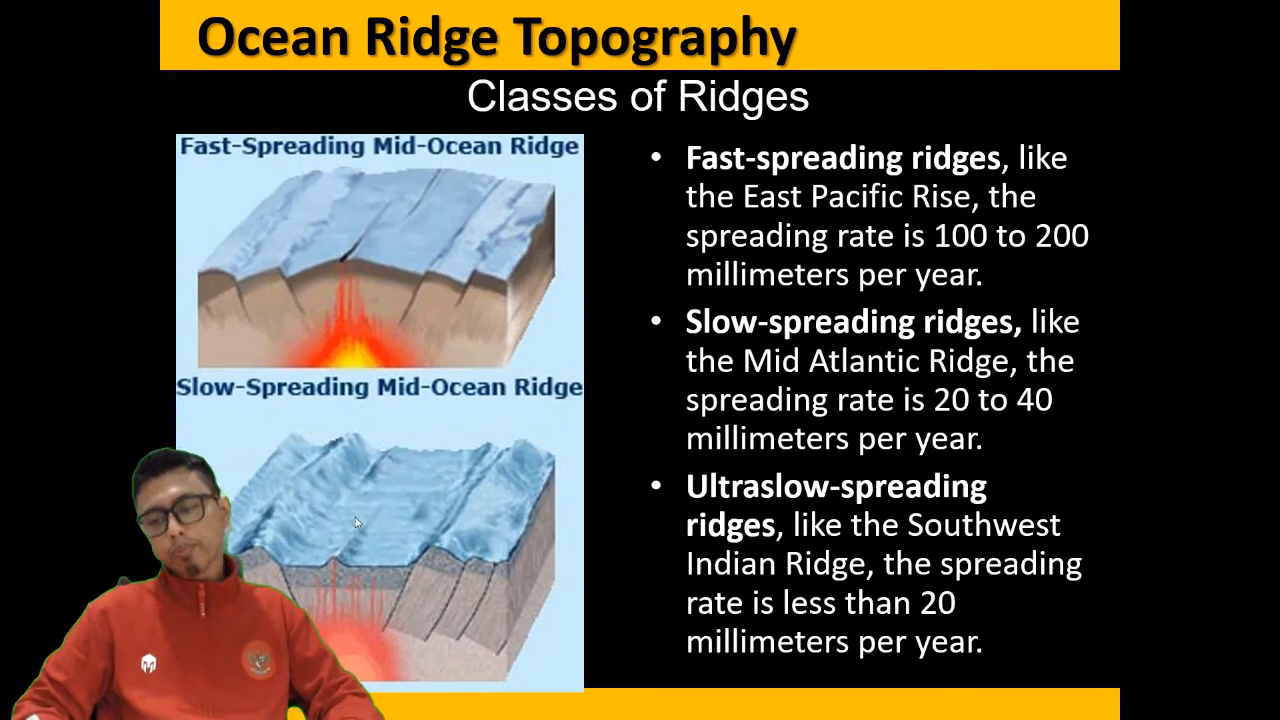 Ocean Ridge Topography
Classes of Ridges
Fast-Spreading Mid-Ocean Ridge
Slow-Spreading Mid-Ocean Ridge
• Fast-spreading ridges, like
the East Pacific Rise, the
spreading rate is 100 to 200
millimeters per year.
• Slow-spreading ridges, like
the Mid Atlantic Ridge, the
spreading rate is 20 to 40
millimeters per year.
• Ultraslow-spreading
ridges, like the Southwest
Indian Ridge, the spreading
rate is less than 20
millimeters per year.